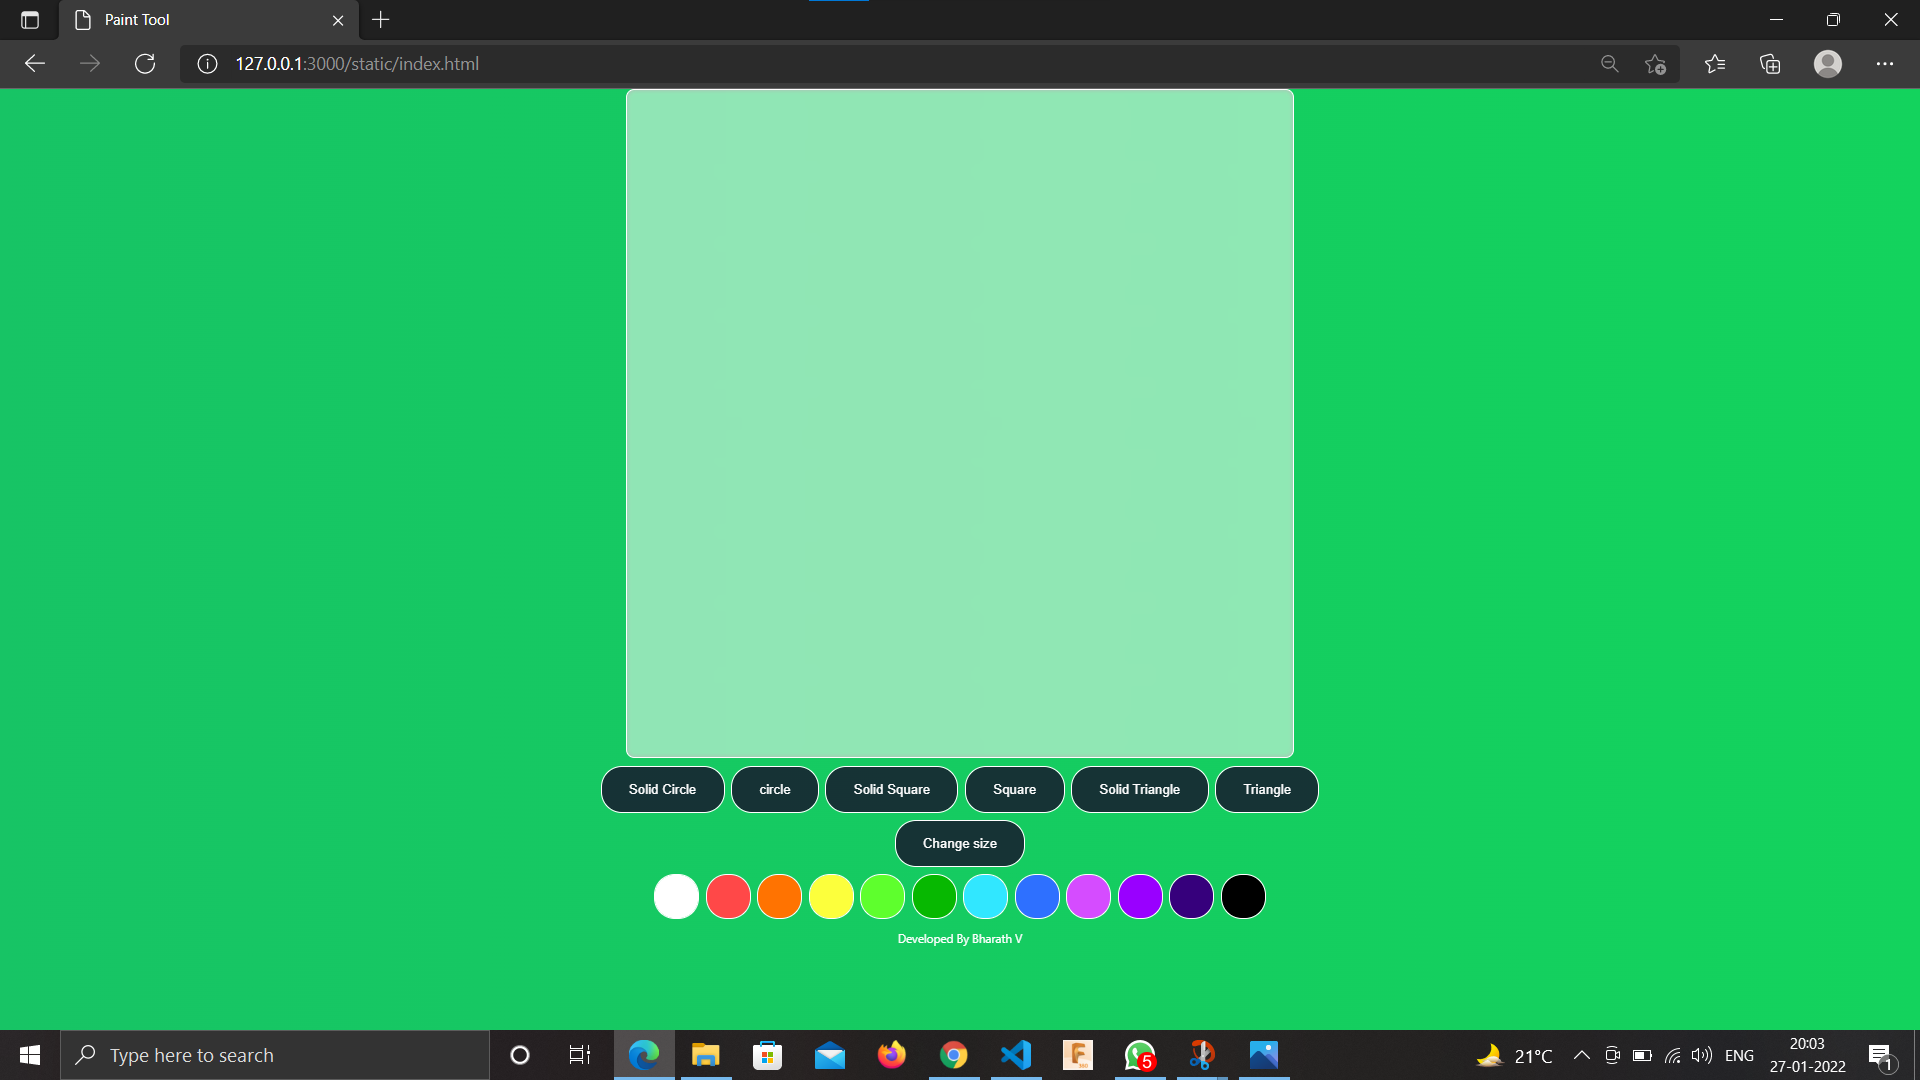 Paint Tool
127.0.0.1:3000/static/index.html
Solid Circle circle Solid Square Square Solid Triangle Triangle
Change size
Developed By Bharath V
Type here to search
5
21°C
ENG
20:03
27-01-2022
1